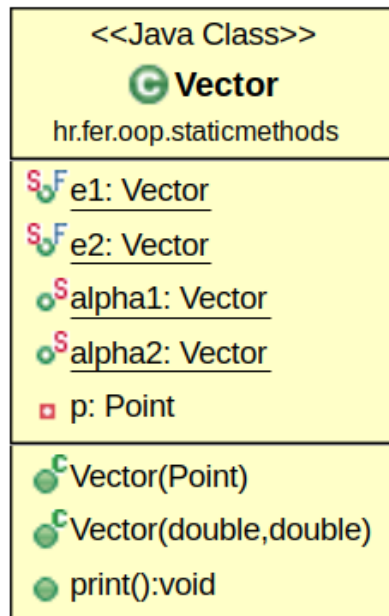 <<Java Class>>
C Vector
hr.fer.oop.staticmethods
S F e1: Vector
S F e2: Vector
S alpha1: Vector
S alpha2: Vector
p: Point
C Vector(Point)
C Vector(double,double)
print():void